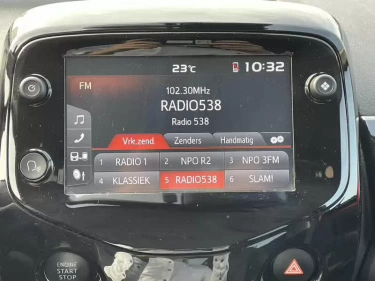 23°C 10:32
FM
102.30MHz
RADIO538
Radio 538
Vrk.zend. Zenders Handmatig
1 RADIO 1 2 NPO R2 3 NPO 3FM
4 KLASSIEK 5 RADIO538 6 SLAM!
ENGINE
START
STOP